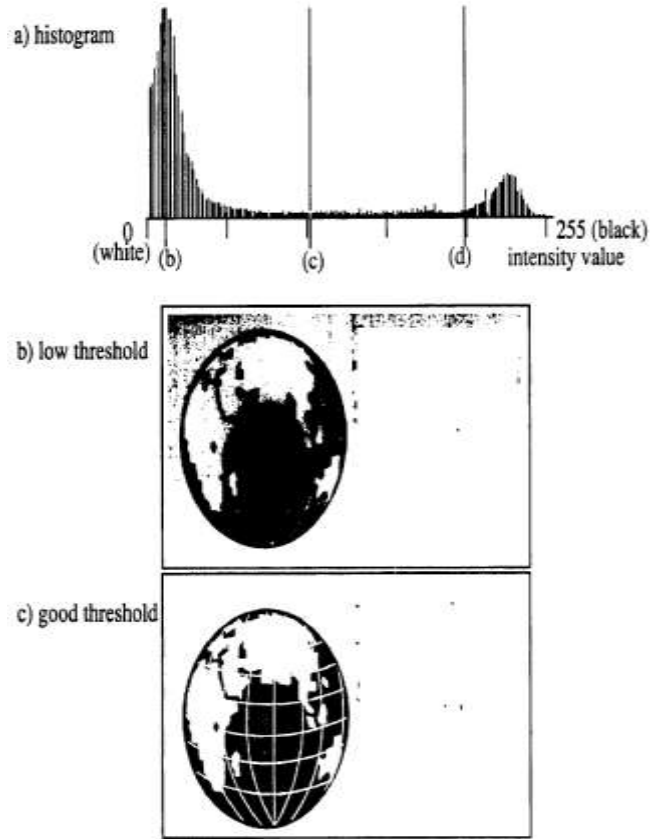 a) histogram
0
255 (black)
(white)
(b)
(c)
(d)
intensity value
b) low threshold
c) good threshold